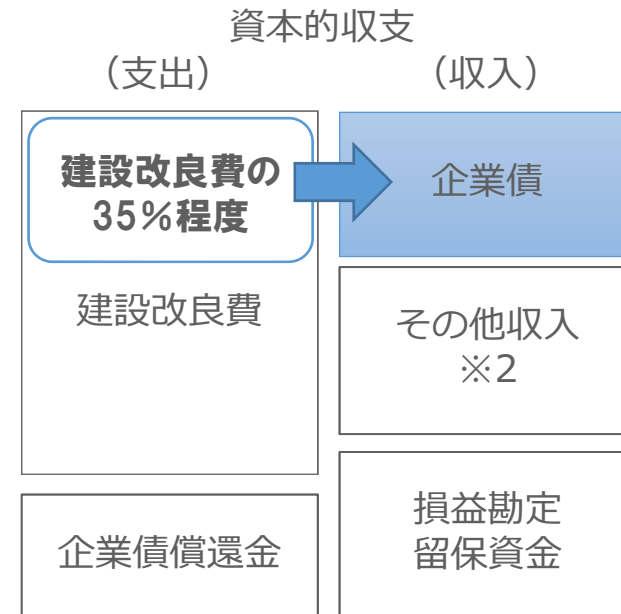 資本的収支
（支出）
（収入）
建設改良費の
35％程度
建設改良費
企業債償還金
企業債
その他収入
※2
損益勘定
留保資金